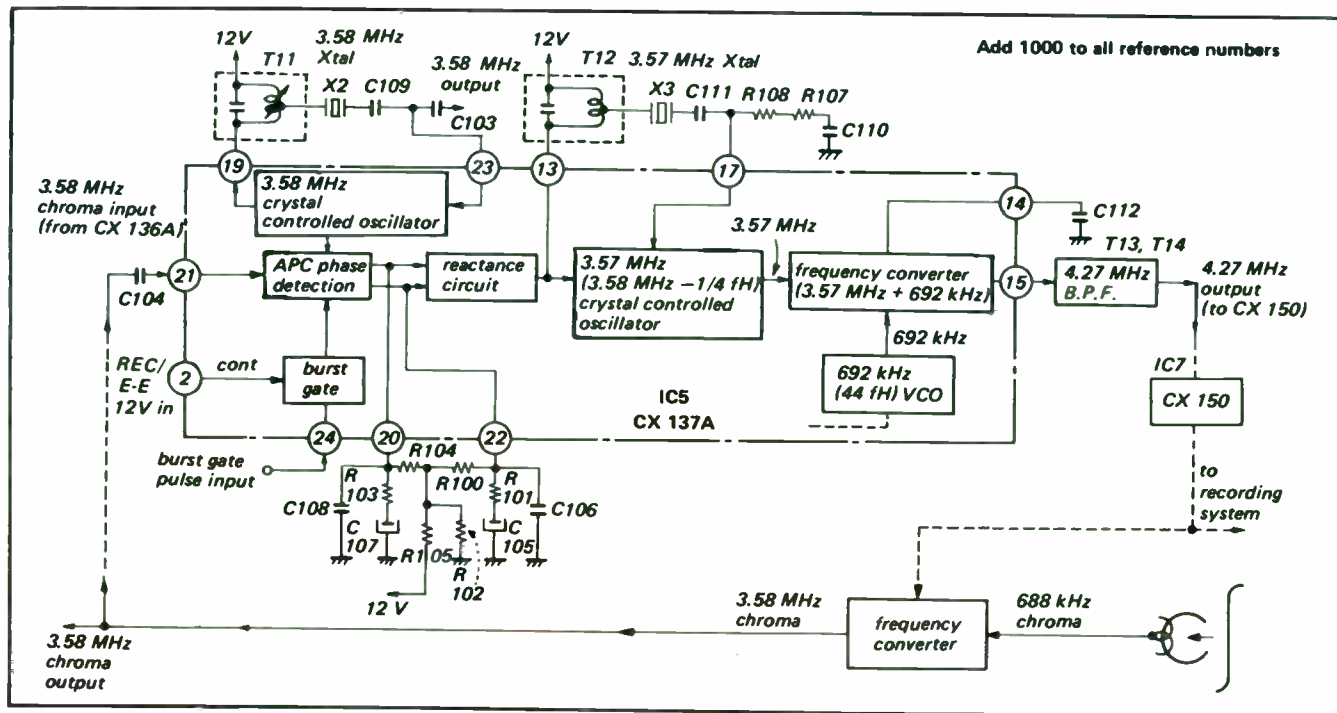 Add 1000 to all reference numbers
12V
3.58 MHz
Xtal
T11
X2
C109
3.58 MHz
output
C103
12V
T12
3.57 MHz Xtal
X3
C111
R108
R107
C110
19
23
13
17
3.58 MHz
chroma input
(from CX 136A)
3.58 MHz
crystal
controlled oscillator
14
C112
3.57 MHz
T13, T14
21
C104
APC phase
detection
reactance
circuit
3.57 MHz
(3.58 MHz − 1/4 fH)
crystal controlled
oscillator
frequency converter
(3.57 MHz + 692 kHz)
15
4.27 MHz
B.P.F.
4.27 MHz
output
(to CX 150)
692 kHz
REC/
E-E
12V in
2
cont
burst
gate
692 kHz
(44 fH) VCO
IC5
CX 137A
IC7
CX 150
24
20
22
burst gate
pulse input
R104
R100
R
103
R
101
C108
C106
C
107
R105
C
105
R
102
12 V
to
recording
system
3.58 MHz
chroma
frequency
converter
688 kHz
chroma
3.58 MHz
chroma
output